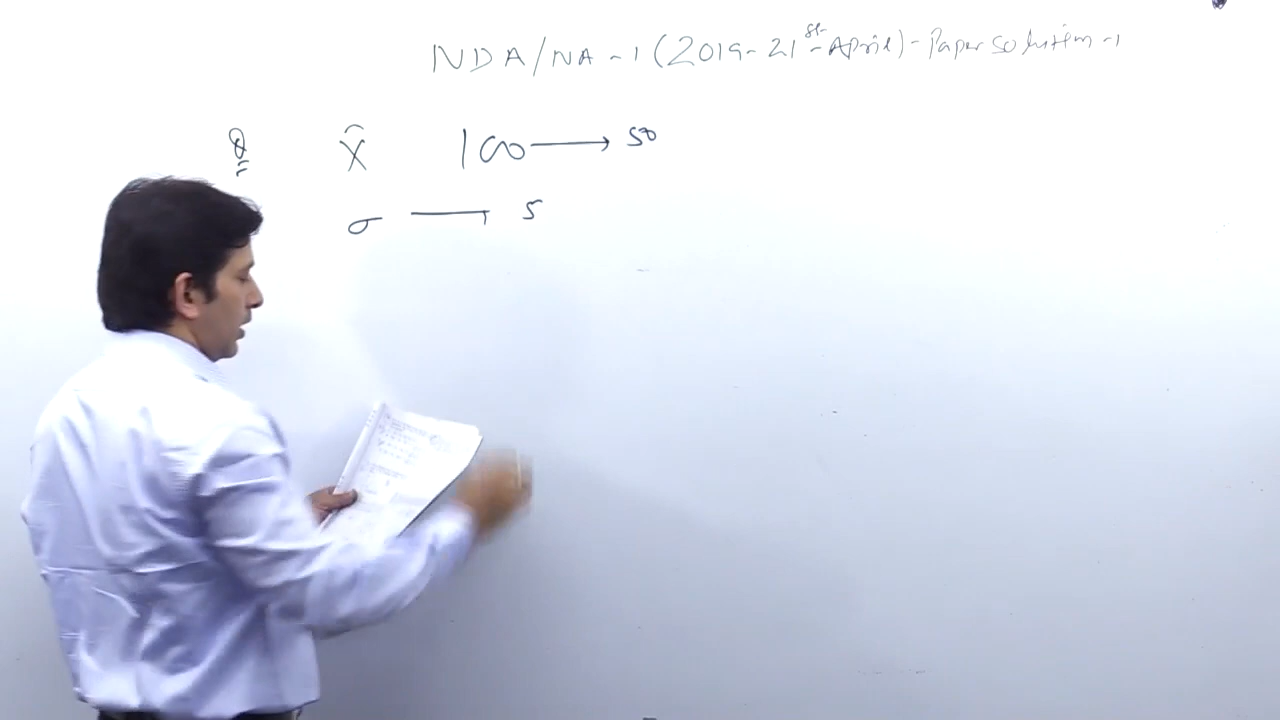 NDA/NA-1 (2019-21st-April)-Paper solution-1
Q X̄ 100 → 50
σ → 5